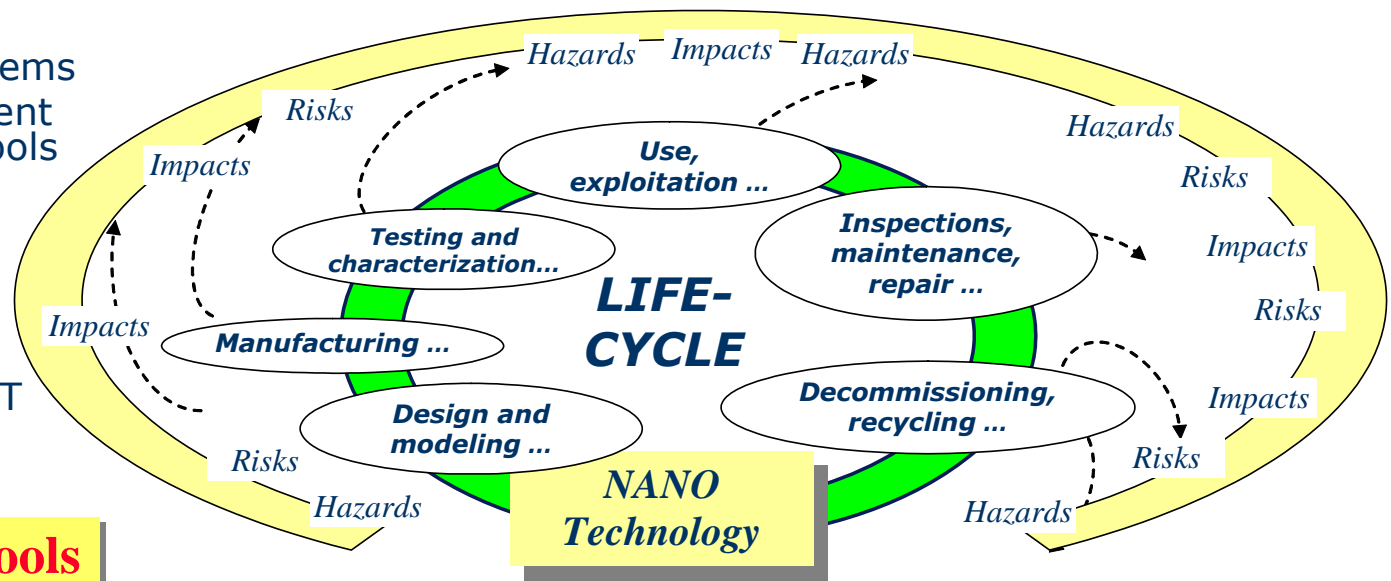 ems
ent
ools
T
ools
Hazards
Impacts
Hazards
Risks
Impacts
Impacts
Risks
Hazards
Hazards
Risks
Impacts
Risks
Impacts
Risks
Hazards
Use,
exploitation ...
Testing and
characterization...
Inspections,
maintenance,
repair ...
LIFE-
CYCLE
Manufacturing ...
Design and
modeling ...
Decommissioning,
recycling ...
NANO
Technology